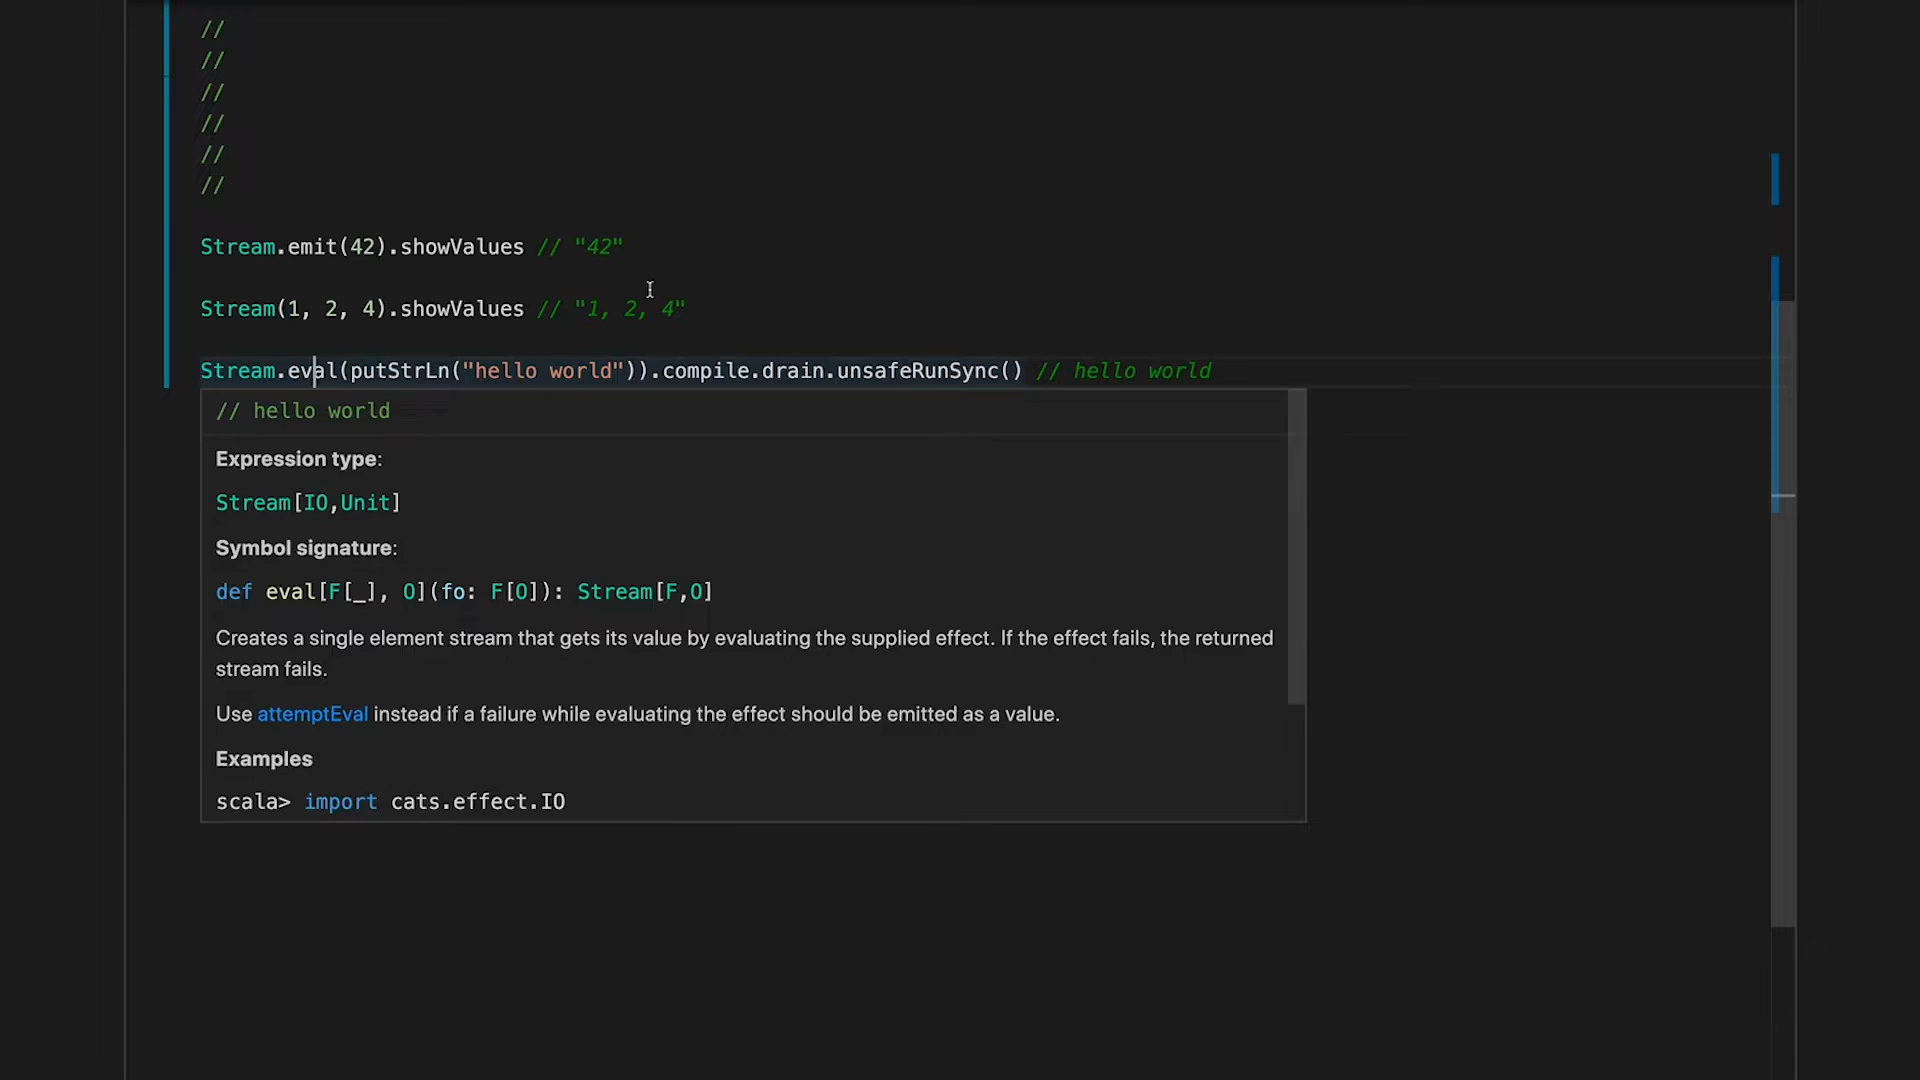 //
//
//
//
//
//
Stream.emit(42).showValues // "42"
Stream(1, 2, 4).showValues // "1, 2, 4"
Stream.eval(putStrLn("hello world")).compile.drain.unsafeRunSync() // hello world
// hello world
Expression type:
Stream[IO,Unit]
Symbol signature:
def eval[F[_], O](fo: F[O]): Stream[F,O]
Creates a single element stream that gets its value by evaluating the supplied effect. If the effect fails, the returned
stream fails.
Use attemptEval instead if a failure while evaluating the effect should be emitted as a value.
Examples
scala> import cats.effect.IO